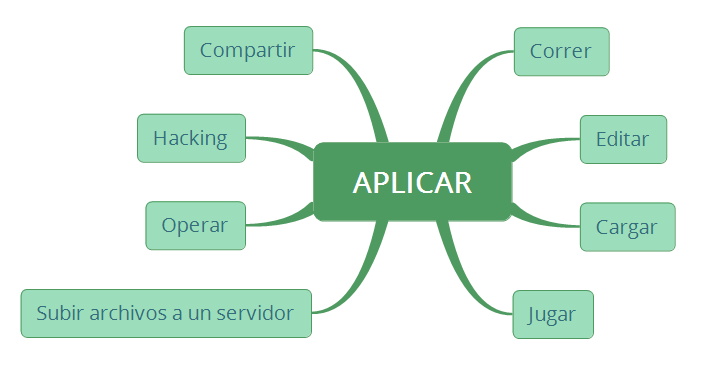 Compartir
Correr
Hacking
Editar
APLICAR
Operar
Cargar
Subir archivos a un servidor
Jugar